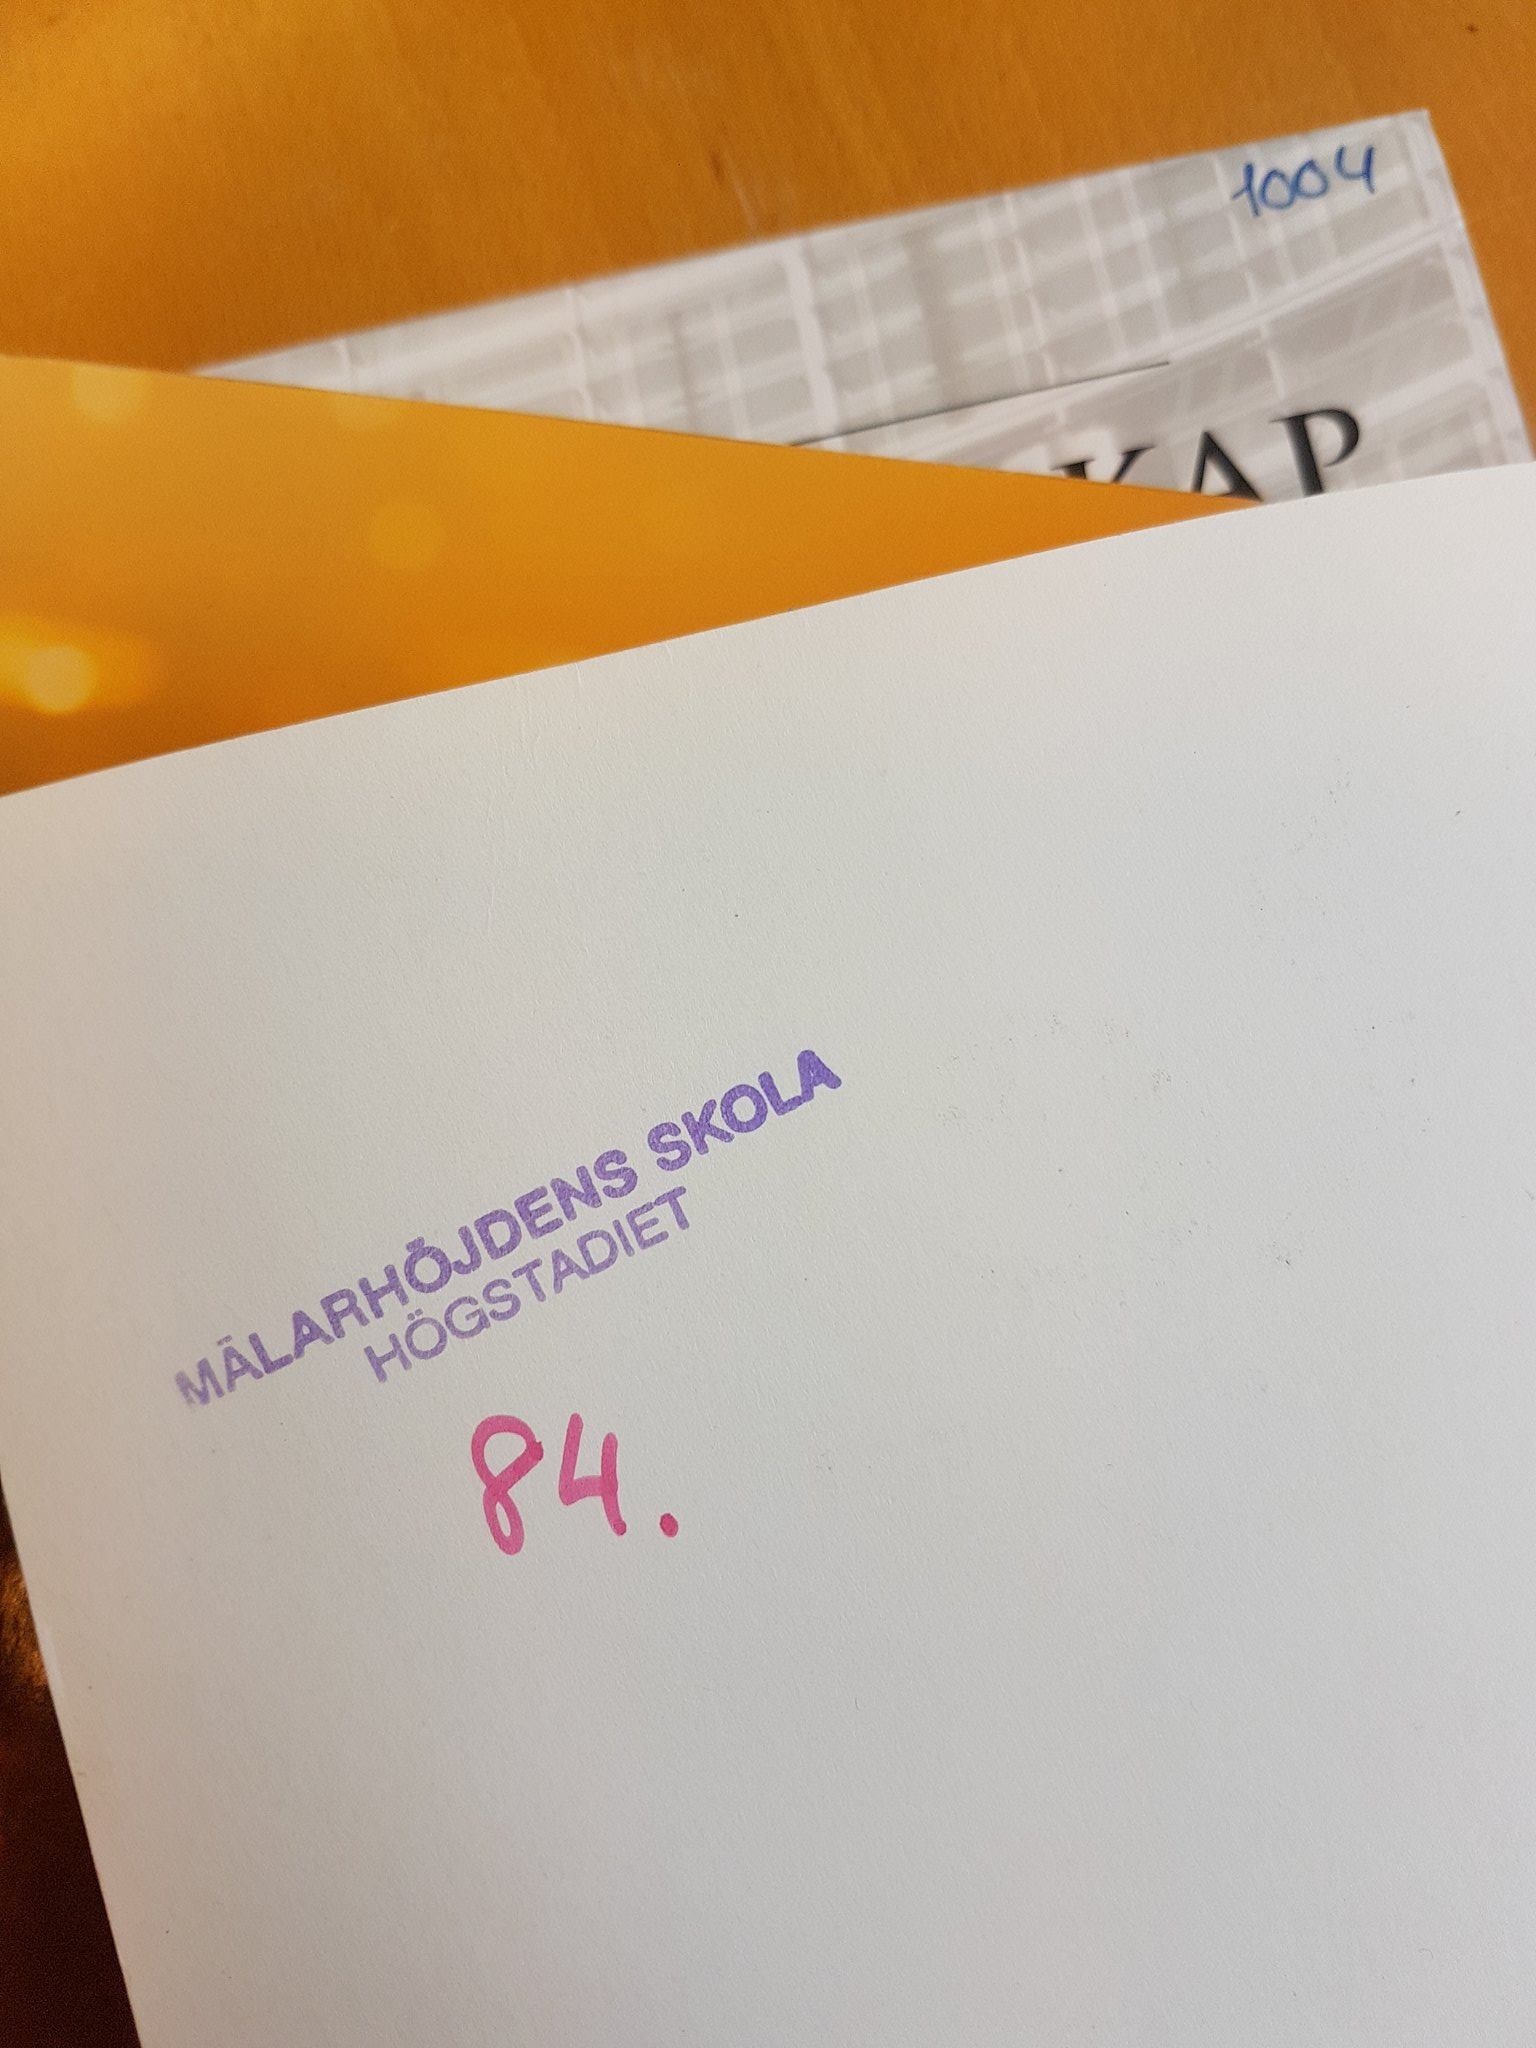 1004
KAP
MÄLARHÖJDENS SKOLA
HÖGSTADIET
84.